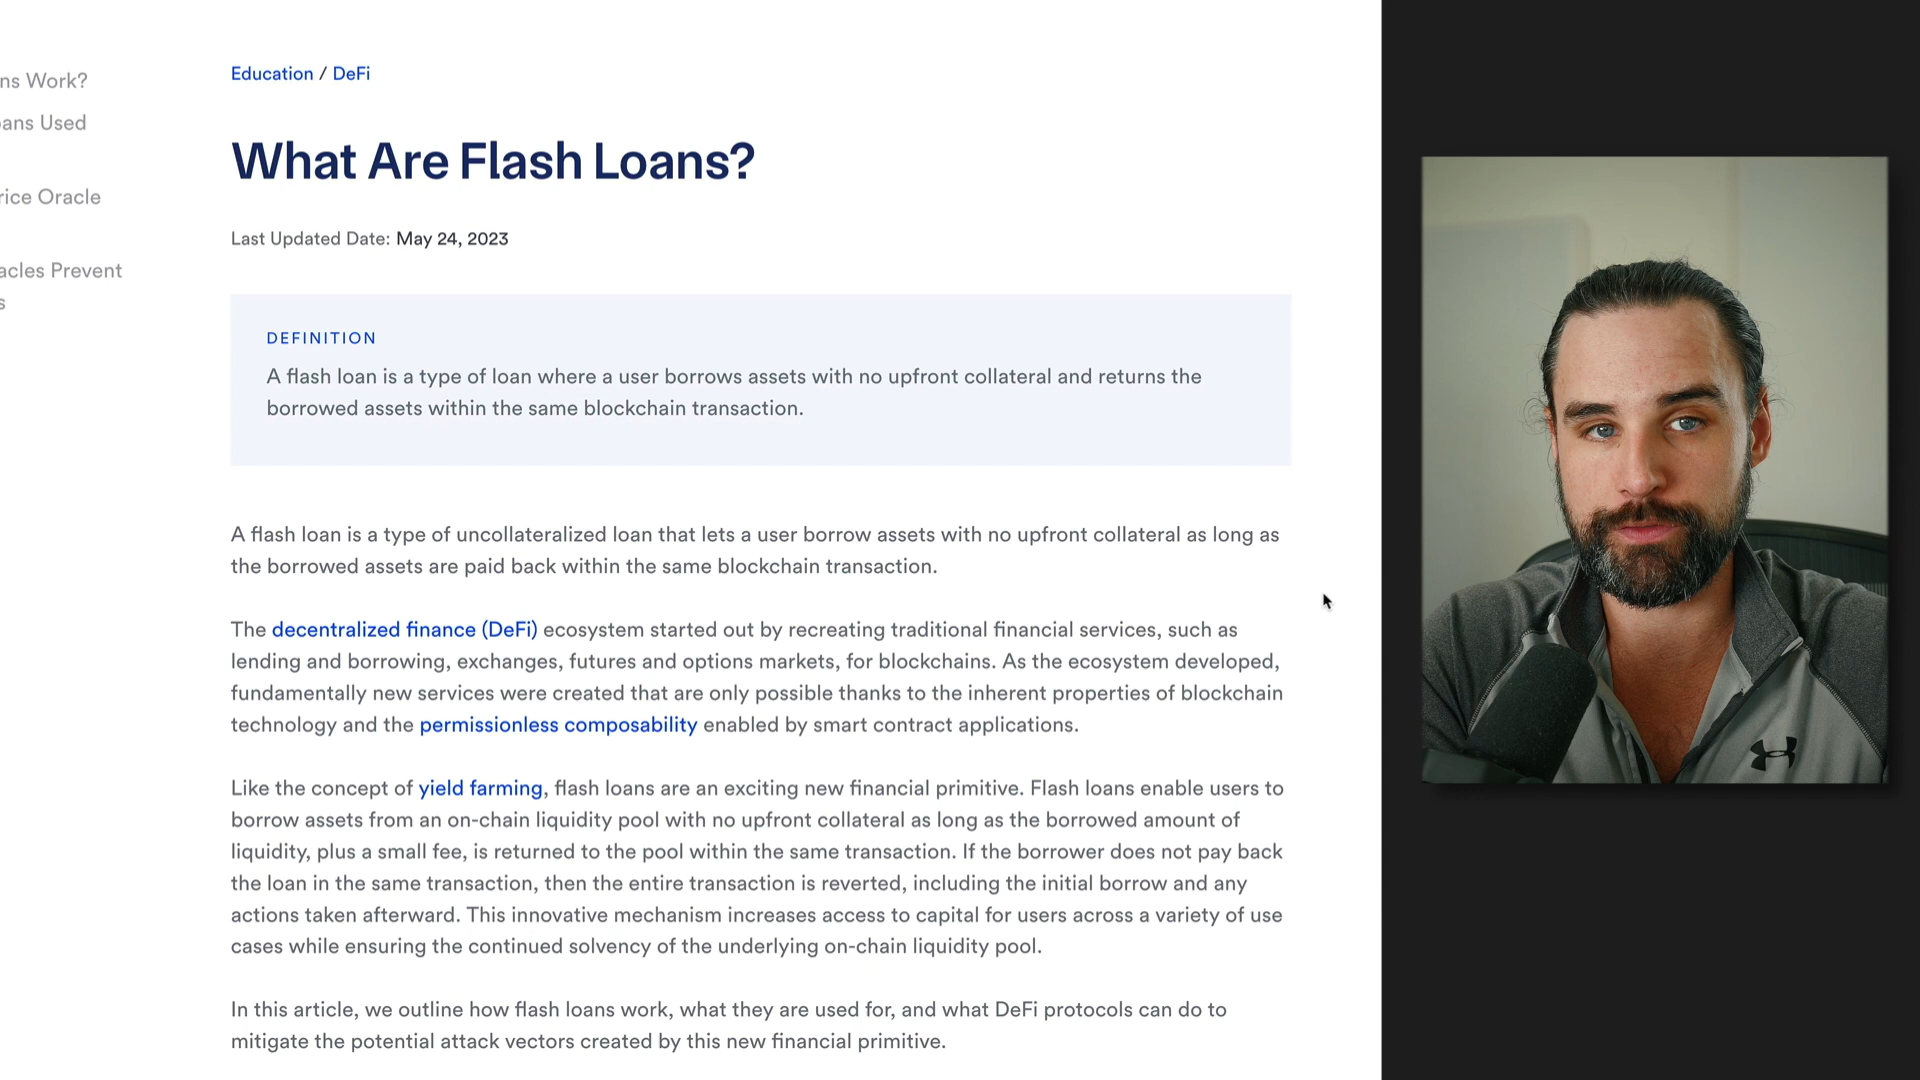 Education / DeFi
What Are Flash Loans?
Last Updated Date: May 24, 2023
ns Work?
ans Used
rice Oracle
acles Prevent
s
DEFINITION
A flash loan is a type of loan where a user borrows assets with no upfront collateral and returns the
borrowed assets within the same blockchain transaction.
A flash loan is a type of uncollateralized loan that lets a user borrow assets with no upfront collateral as long as
the borrowed assets are paid back within the same blockchain transaction.
The decentralized finance (DeFi) ecosystem started out by recreating traditional financial services, such as
lending and borrowing, exchanges, futures and options markets, for blockchains. As the ecosystem developed,
fundamentally new services were created that are only possible thanks to the inherent properties of blockchain
technology and the permissionless composability enabled by smart contract applications.
Like the concept of yield farming, flash loans are an exciting new financial primitive. Flash loans enable users to
borrow assets from an on-chain liquidity pool with no upfront collateral as long as the borrowed amount of
liquidity, plus a small fee, is returned to the pool within the same transaction. If the borrower does not pay back
the loan in the same transaction, then the entire transaction is reverted, including the initial borrow and any
actions taken afterward. This innovative mechanism increases access to capital for users across a variety of use
cases while ensuring the continued solvency of the underlying on-chain liquidity pool.
In this article, we outline how flash loans work, what they are used for, and what DeFi protocols can do to
mitigate the potential attack vectors created by this new financial primitive.